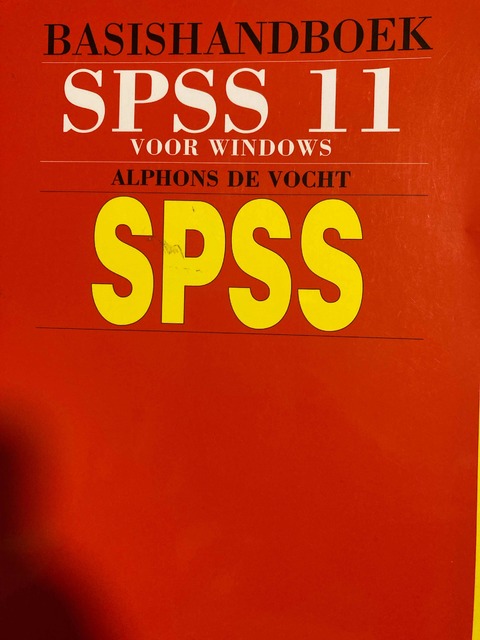 BASISHANDBOEK
SPSS 11
VOOR WINDOWS
ALPHONS DE VOCHT
SPSS